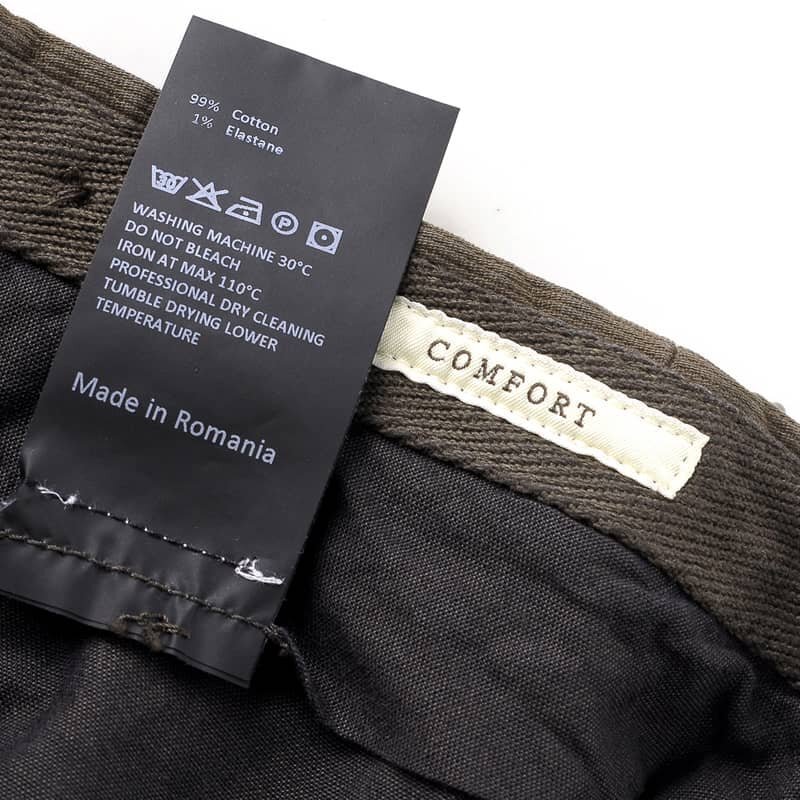 99% Cotton
1% Elastane
30 P
WASHING MACHINE 30°C
DO NOT BLEACH
IRON AT MAX 110°C
PROFESSIONAL DRY CLEANING
TUMBLE DRYING LOWER
TEMPERATURE
Made in Romania
COMFORT